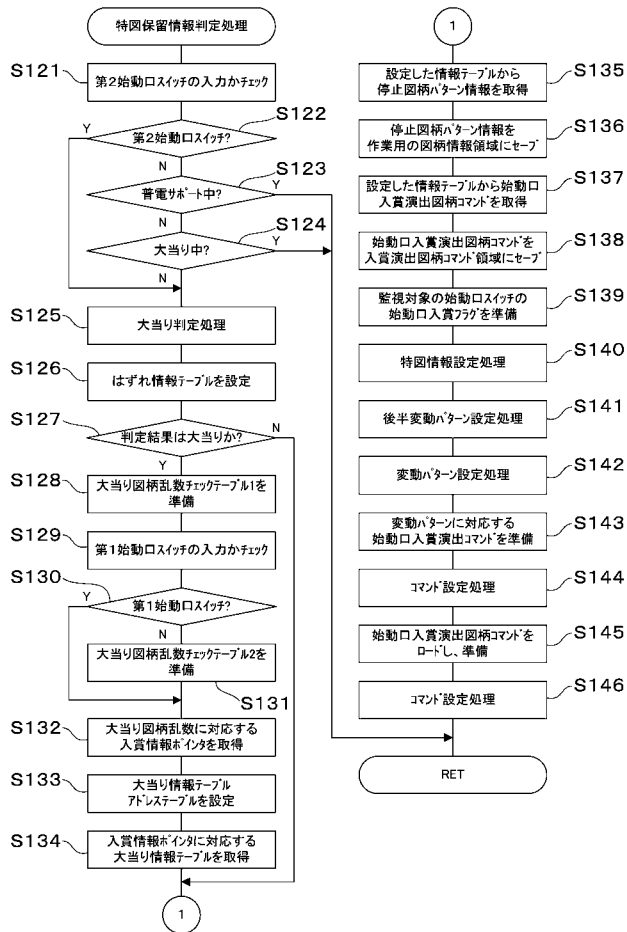 特図保留情報判定処理
S121
第2始動口スイッチの入力かチェック
S122
Y
第2始動口スイッチ?
N
S123
普電サポート中?
Y
N
S124
大当り中?
Y
N
S125
大当り判定処理
S126
はずれ情報テーブルを設定
S127
判定結果は大当りか?
N
Y
S128
大当り図柄乱数チェックテーブル1を
準備
S129
第1始動口スイッチの入力かチェック
S130
Y
第1始動口スイッチ?
N
大当り図柄乱数チェックテーブル2を
準備
S131
S132
大当り図柄乱数に対応する
入賞情報ポインタを取得
S133
大当り情報テーブル
アドレステーブルを設定
S134
入賞情報ポインタに対応する
大当り情報テーブルを取得
1
1
S135
設定した情報テーブルから
停止図柄パターン情報を取得
S136
停止図柄パターン情報を
作業用の図柄情報領域にセーブ
S137
設定した情報テーブルから始動口
入賞演出図柄コマンドを取得
S138
始動口入賞演出図柄コマンドを
入賞演出図柄コマンド領域にセーブ
S139
監視対象の始動口スイッチの
始動口入賞フラグを準備
S140
特図情報設定処理
S141
後半変動パターン設定処理
S142
変動パターン設定処理
S143
変動パターンに対応する
始動口入賞演出コマンドを準備
S144
コマンド設定処理
S145
始動口入賞演出図柄コマンドを
ロードし、準備
S146
コマンド設定処理
RET